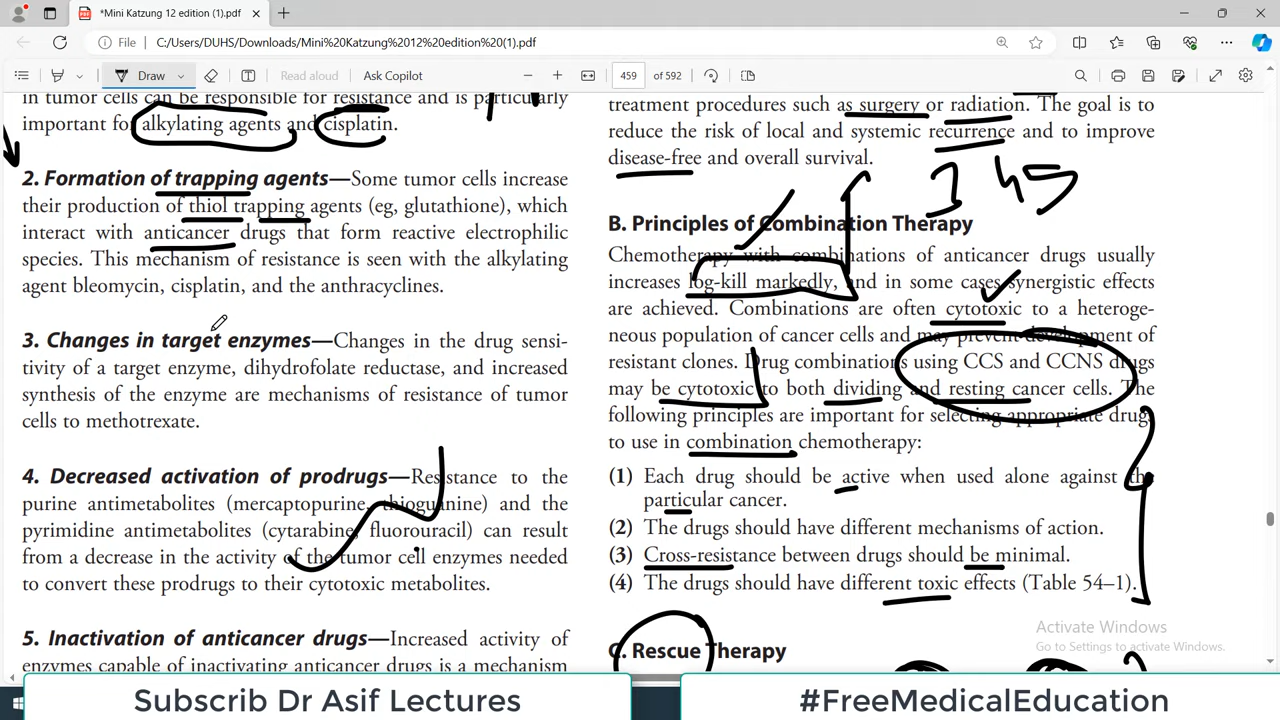 *Mini Katzung 12 edition (1).pdf
File
C:/Users/DUHS/Downloads/Mini%20Katzung%2012%20edition%20(1).pdf
Draw
Read aloud
Ask Copilot
459 of 592
in tumor cells can be responsible for resistance and is particularly
important for alkylating agents and cisplatin.
2. Formation of trapping agents—Some tumor cells increase
their production of thiol trapping agents (eg, glutathione), which
interact with anticancer drugs that form reactive electrophilic
species. This mechanism of resistance is seen with the alkylating
agent bleomycin, cisplatin, and the anthracyclines.
3. Changes in target enzymes—Changes in the drug sensi-
tivity of a target enzyme, dihydrofolate reductase, and increased
synthesis of the enzyme are mechanisms of resistance of tumor
cells to methotrexate.
4. Decreased activation of prodrugs—Resistance to the
purine antimetabolites (mercaptopurine, thioguanine) and the
pyrimidine antimetabolites (cytarabine, fluorouracil) can result
from a decrease in the activity of the tumor cell enzymes needed
to convert these prodrugs to their cytotoxic metabolites.
5. Inactivation of anticancer drugs—Increased activity of
enzymes capable of inactivating anticancer drugs is a mechanism
treatment procedures such as surgery or radiation. The goal is to
reduce the risk of local and systemic recurrence and to improve
disease-free and overall survival.
3 45
B. Principles of Combination Therapy
Chemotherapy with combinations of anticancer drugs usually
increases log-kill markedly, and in some cases synergistic effects
are achieved. Combinations are often cytotoxic to a heteroge-
neous population of cancer cells and may prevent development of
resistant clones. Drug combinations using CCS and CCNS drugs
may be cytotoxic to both dividing and resting cancer cells. The
following principles are important for selecting appropriate drugs
to use in combination chemotherapy:
(1) Each drug should be active when used alone against the
particular cancer.
(2) The drugs should have different mechanisms of action.
(3) Cross-resistance between drugs should be minimal.
(4) The drugs should have different toxic effects (Table 54–1).
C. Rescue Therapy
Activate Windows
Go to Settings to activate Windows.
Subscrib Dr Asif Lectures
#FreeMedicalEducation